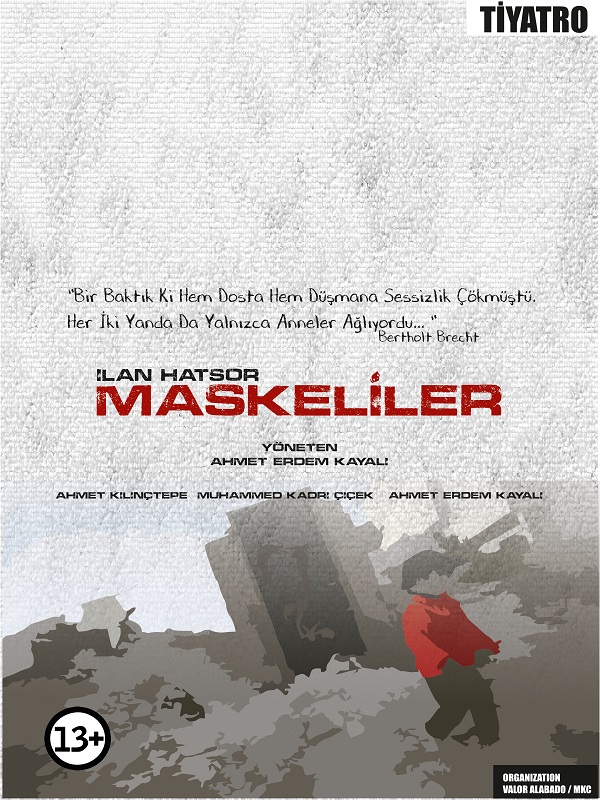 TİYATRO
"Bir Baktık Ki Hem Dosta Hem Düşmana Sessizlik Çökmüştü.
Her İki Yanda Da Yalnızca Anneler Ağlıyordu... "
Bertholt Brecht
ILAN HATSOR
MASKELİLER
YÖNETEN
AHMET ERDEM KAYALI
AHMET KILINÇTEPE MUHAMMED KADRİ ÇİÇEK AHMET ERDEM KAYALI
13+
ORGANIZATION
VALOR ALABADO / MKC